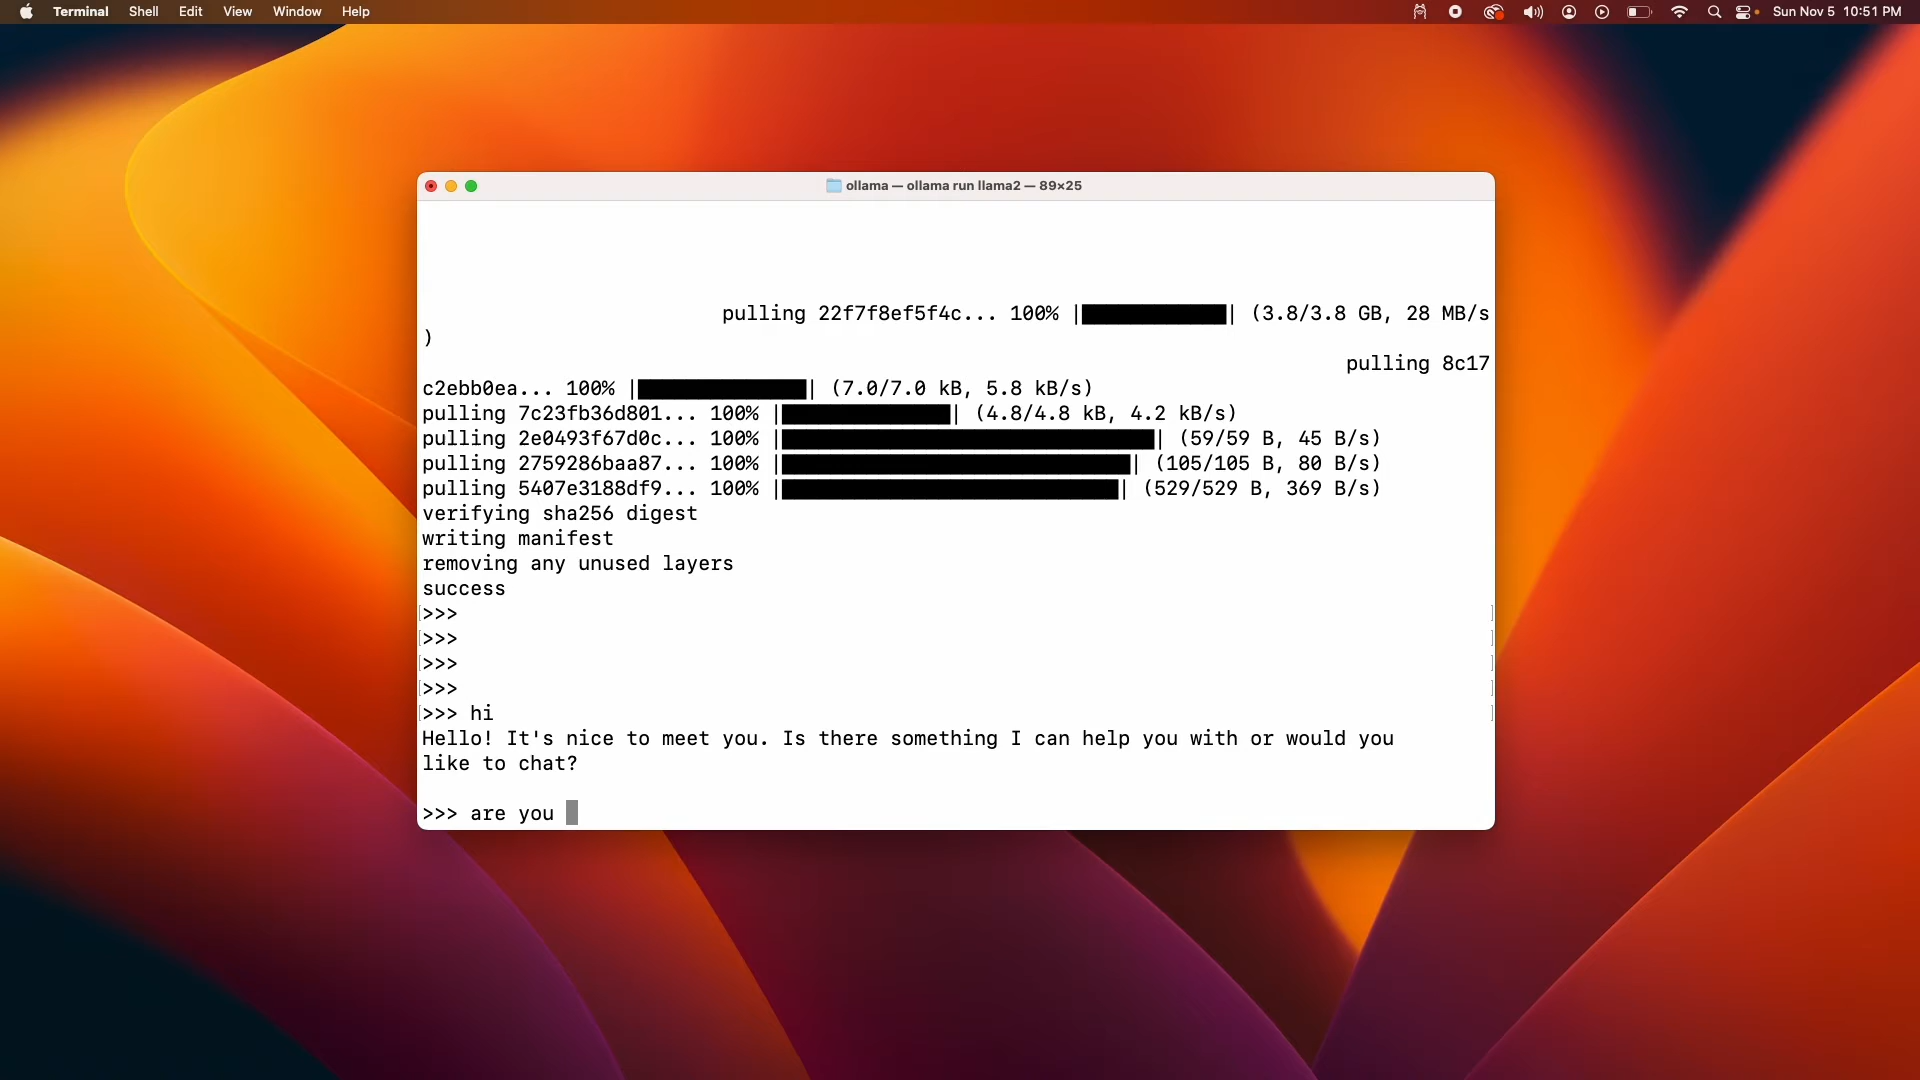 Terminal Shell Edit View Window Help Sun Nov 5 10:51 PM
ollama — ollama run llama2 — 89×25
pulling 22f7f8ef5f4c... 100% |████████████| (3.8/3.8 GB, 28 MB/s
)
pulling 8c17
c2ebb0ea... 100% |██████████████| (7.0/7.0 kB, 5.8 kB/s)
pulling 7c23fb36d801... 100% |██████████████| (4.8/4.8 kB, 4.2 kB/s)
pulling 2e0493f67d0c... 100% |███████████████████████████████| (59/59 B, 45 B/s)
pulling 2759286baa87... 100% |█████████████████████████████| (105/105 B, 80 B/s)
pulling 5407e3188df9... 100% |████████████████████████████| (529/529 B, 369 B/s)
verifying sha256 digest
writing manifest
removing any unused layers
success
>>>
>>>
>>>
>>>
>>> hi
Hello! It's nice to meet you. Is there something I can help you with or would you
like to chat?
>>> are you